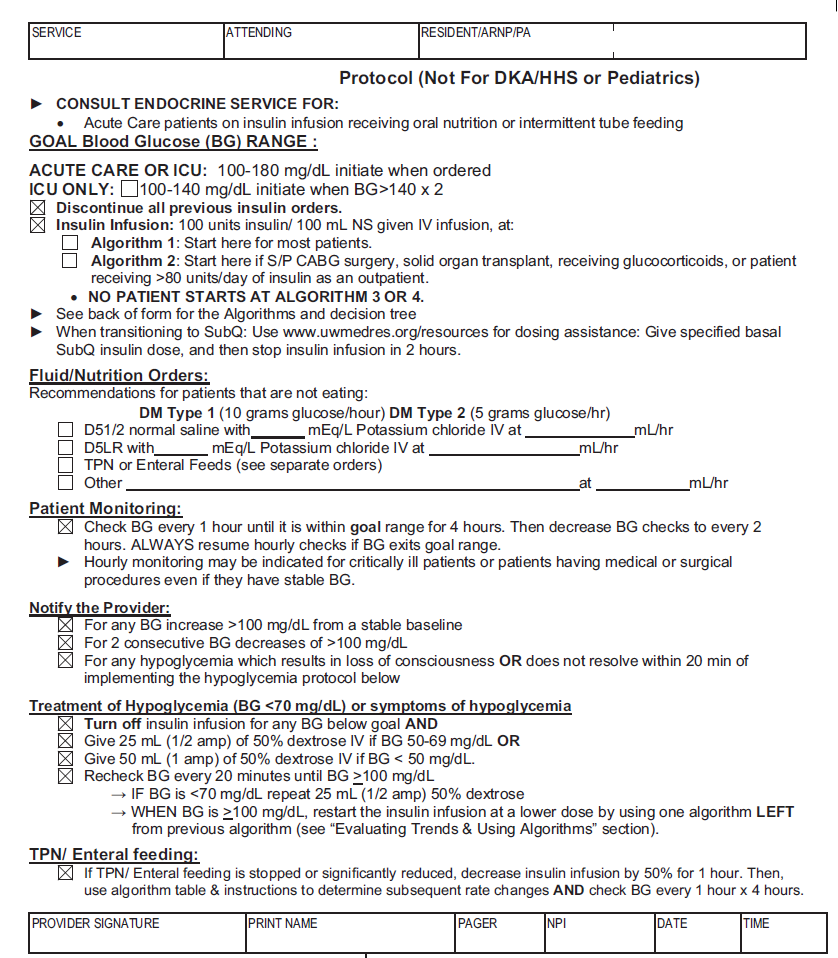 SERVICE ATTENDING RESIDENT/ARNP/PA
Protocol (Not For DKA/HHS or Pediatrics)
► CONSULT ENDOCRINE SERVICE FOR:
• Acute Care patients on insulin infusion receiving oral nutrition or intermittent tube feeding
GOAL Blood Glucose (BG) RANGE :
ACUTE CARE OR ICU: 100-180 mg/dL initiate when ordered
ICU ONLY: ☐100-140 mg/dL initiate when BG>140 x 2
☒ Discontinue all previous insulin orders.
☒ Insulin Infusion: 100 units insulin/ 100 mL NS given IV infusion, at:
☐ Algorithm 1: Start here for most patients.
☐ Algorithm 2: Start here if S/P CABG surgery, solid organ transplant, receiving glucocorticoids, or patient
receiving >80 units/day of insulin as an outpatient.
• NO PATIENT STARTS AT ALGORITHM 3 OR 4.
► See back of form for the Algorithms and decision tree
► When transitioning to SubQ: Use www.uwmedres.org/resources for dosing assistance: Give specified basal
SubQ insulin dose, and then stop insulin infusion in 2 hours.
Fluid/Nutrition Orders:
Recommendations for patients that are not eating:
DM Type 1 (10 grams glucose/hour) DM Type 2 (5 grams glucose/hr)
☐ D51/2 normal saline with______ mEq/L Potassium chloride IV at _____________mL/hr
☐ D5LR with______ mEq/L Potassium chloride IV at __________________mL/hr
☐ TPN or Enteral Feeds (see separate orders)
☐ Other ______________________________________________________at ___________mL/hr
Patient Monitoring:
☒ Check BG every 1 hour until it is within goal range for 4 hours. Then decrease BG checks to every 2
hours. ALWAYS resume hourly checks if BG exits goal range.
► Hourly monitoring may be indicated for critically ill patients or patients having medical or surgical
procedures even if they have stable BG.
Notify the Provider:
☒ For any BG increase >100 mg/dL from a stable baseline
☒ For 2 consecutive BG decreases of >100 mg/dL
☒ For any hypoglycemia which results in loss of consciousness OR does not resolve within 20 min of
implementing the hypoglycemia protocol below
Treatment of Hypoglycemia (BG <70 mg/dL) or symptoms of hypoglycemia
☒ Turn off insulin infusion for any BG below goal AND
☒ Give 25 mL (1/2 amp) of 50% dextrose IV if BG 50-69 mg/dL OR
☒ Give 50 mL (1 amp) of 50% dextrose IV if BG < 50 mg/dL.
☒ Recheck BG every 20 minutes until BG ≥100 mg/dL
→ IF BG is <70 mg/dL repeat 25 mL (1/2 amp) 50% dextrose
→ WHEN BG is ≥100 mg/dL, restart the insulin infusion at a lower dose by using one algorithm LEFT
from previous algorithm (see “Evaluating Trends & Using Algorithms” section).
TPN/ Enteral feeding:
☒ If TPN/ Enteral feeding is stopped or significantly reduced, decrease insulin infusion by 50% for 1 hour. Then,
use algorithm table & instructions to determine subsequent rate changes AND check BG every 1 hour x 4 hours.
PROVIDER SIGNATURE PRINT NAME PAGER NPI DATE TIME